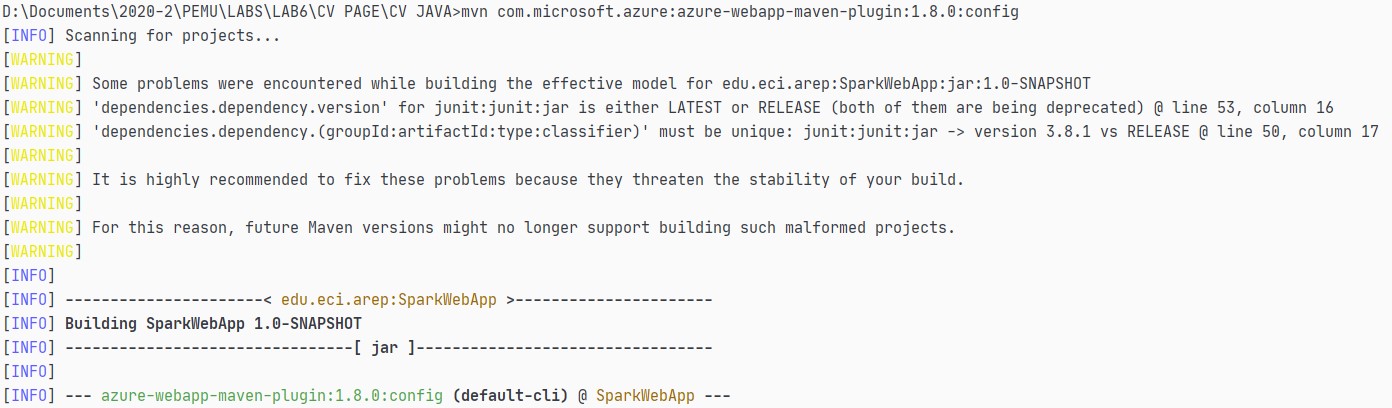 D:\Documents\2020-2\PEMU\LABS\LAB6\CV PAGE\CV JAVA>mvn com.microsoft.azure:azure-webapp-maven-plugin:1.8.0:config
[INFO] Scanning for projects...
[WARNING]
[WARNING] Some problems were encountered while building the effective model for edu.eci.arep:SparkWebApp:jar:1.0-SNAPSHOT
[WARNING] 'dependencies.dependency.version' for junit:junit:jar is either LATEST or RELEASE (both of them are being deprecated) @ line 53, column 16
[WARNING] 'dependencies.dependency.(groupId:artifactId:type:classifier)' must be unique: junit:junit:jar -> version 3.8.1 vs RELEASE @ line 50, column 17
[WARNING]
[WARNING] It is highly recommended to fix these problems because they threaten the stability of your build.
[WARNING]
[WARNING] For this reason, future Maven versions might no longer support building such malformed projects.
[WARNING]
[INFO]
[INFO] ----------------------< edu.eci.arep:SparkWebApp >----------------------
[INFO] Building SparkWebApp 1.0-SNAPSHOT
[INFO] --------------------------------[ jar ]---------------------------------
[INFO]
[INFO] --- azure-webapp-maven-plugin:1.8.0:config (default-cli) @ SparkWebApp ---